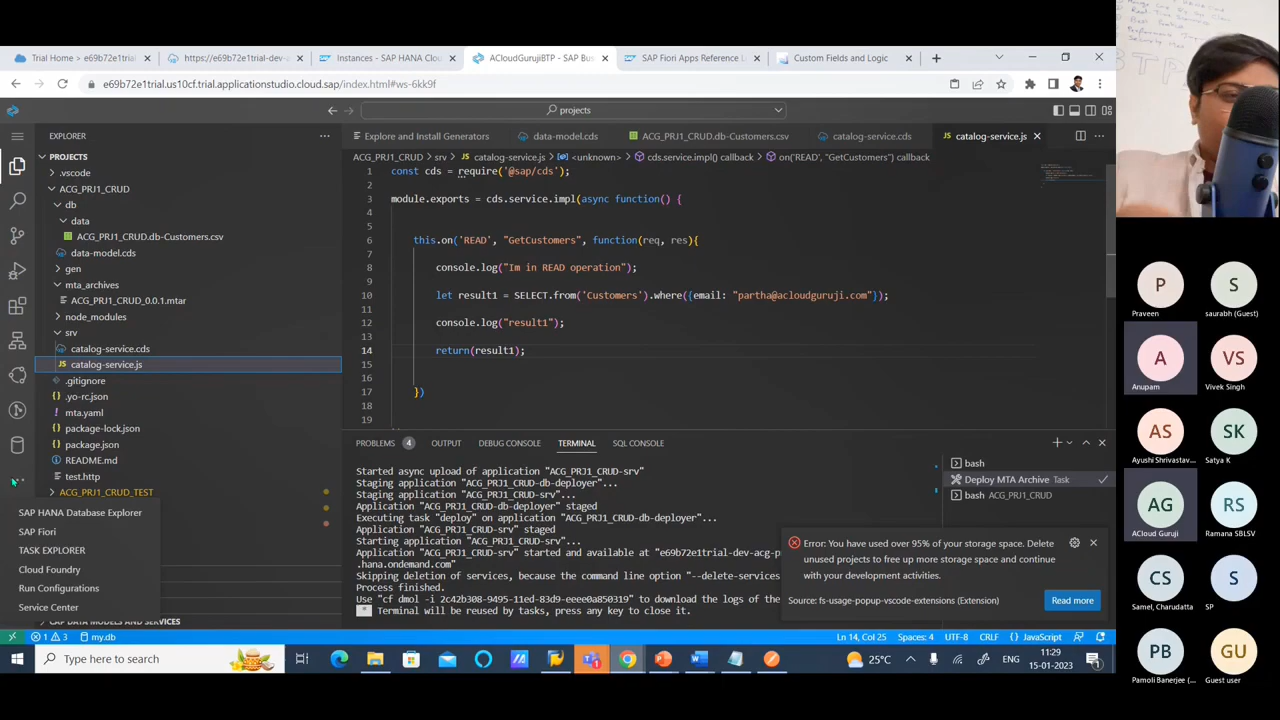 Trial Home > e69b72e1trial
https://e69b72e1trial-dev-a
Instances - SAP HANA Clou
ACloudGurujiBTP - SAP Bus
SAP Fiori Apps Reference L
Custom Fields and Logic
e69b72e1trial.us10cf.trial.applicationstudio.cloud.sap/index.html#ws-6kk9f
projects
EXPLORER
Explore and Install Generators
data-model.cds
ACG_PRJ1_CRUD.db-Customers.csv
catalog-service.cds
catalog-service.js
ACG_PRJ1_CRUD > srv > catalog-service.js > <unknown> > cds.service.impl() callback > on('READ', "GetCustomers") callback
PROJECTS
.vscode
ACG_PRJ1_CRUD
db
data
ACG_PRJ1_CRUD.db-Customers.csv
data-model.cds
gen
mta_archives
ACG_PRJ1_CRUD_0.0.1.mtar
node_modules
srv
catalog-service.cds
catalog-service.js
.gitignore
.yo-rc.json
mta.yaml
package-lock.json
package.json
README.md
test.http
ACG_PRJ1_CRUD_TEST
SAP HANA Database Explorer
SAP Fiori
TASK EXPLORER
Cloud Foundry
Run Configurations
Service Center
1 const cds = require('@sap/cds');
2
3 module.exports = cds.service.impl(async function() {
4
5
6 this.on('READ', "GetCustomers", function(req, res){
7
8 console.log("Im in READ operation");
9
10 let result1 = SELECT.from('Customers').where({email: "partha@acloudguruji.com"});
11
12 console.log("result1");
13
14 return(result1);
15
16
17 })
18
19
PROBLEMS 4 OUTPUT DEBUG CONSOLE TERMINAL SQL CONSOLE
Started async upload of application "ACG_PRJ1_CRUD-srv"
Staging application "ACG_PRJ1_CRUD-db-deployer"...
Staging application "ACG_PRJ1_CRUD-srv"...
Application "ACG_PRJ1_CRUD-db-deployer" staged
Executing task "deploy" on application "ACG_PRJ1_CRUD-db-deployer"...
Application "ACG_PRJ1_CRUD-srv" staged
Starting application "ACG_PRJ1_CRUD-srv"...
Application "ACG_PRJ1_CRUD-srv" started and available at "e69b72e1trial-dev-acg-p
.hana.ondemand.com"
Skipping deletion of services, because the command line option "--delete-services
Process finished.
Use "cf dmol -i 2c42b308-9495-11ed-83d9-eeee0a850319" to download the logs of the
* Terminal will be reused by tasks, press any key to close it.
bash
Deploy MTA Archive Task
bash ACG_PRJ1_CRUD
Error: You have used over 95% of your storage space. Delete
unused projects to free up more storage space and continue
with your development activities.
Source: fs-usage-popup-vscode-extensions (Extension)
Read more
1 3 my.db
Ln 14, Col 25 Spaces: 4 UTF-8 CRLF {} JavaScript
Type here to search
25°C
ENG
11:29
15-01-2023
1
BTP
P
Praveen
S
saurabh (Guest)
A
Anupam
VS
Vivek Singh
AS
Ayushi Shrivastav...
SK
Satya K
AG
ACloud Guruji
RS
Ramana SBLSV
CS
Samel, Charudatta
S
SP
PB
Pamoli Banerjee (...
GU
Guest user